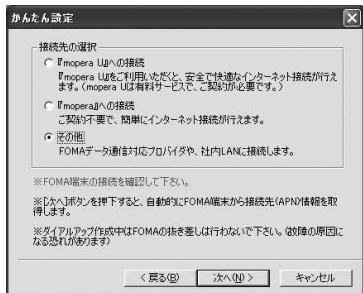 かんたん設定
接続先の選択
『mopera U』への接続
『mopera U』をご利用いただくと、安全で快適なインターネット接続が行え
ます。(mopera Uは有料サービスで、ご契約が必要です。)
『mopera』への接続
ご契約不要で、簡単にインターネット接続が行えます。
その他
FOMAデータ通信対応プロバイダや、社内LANに接続します。
※FOMA端末の接続を確認して下さい。
※[次へ]ボタンを押下すると、自動的にFOMA端末から接続先(APN)情報を取
得します。
※ダイアルアップ作成中はFOMAの抜き差しは行わないで下さい。(故障の原因に
なる恐れがあります)
< 戻る(B) 次へ(N) > キャンセル